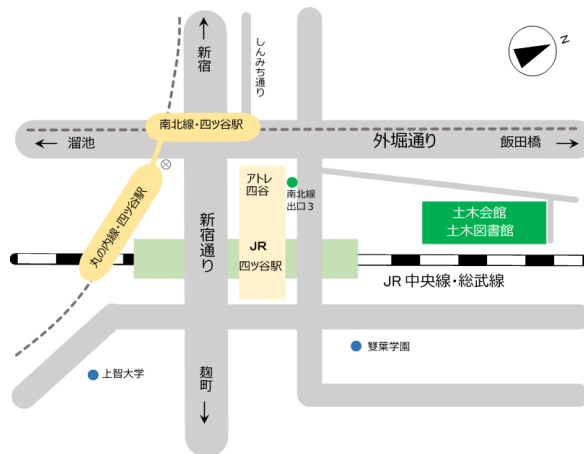 新宿
しんみち通り
N
南北線・四ツ谷駅
溜池
外堀通り
飯田橋
アトレ
四谷
南北線
出口3
丸の内線・四ツ谷駅
新宿通り
土木会館
土木図書館
JR
四ツ谷駅
JR中央線・総武線
上智大学
雙葉学園
麹町